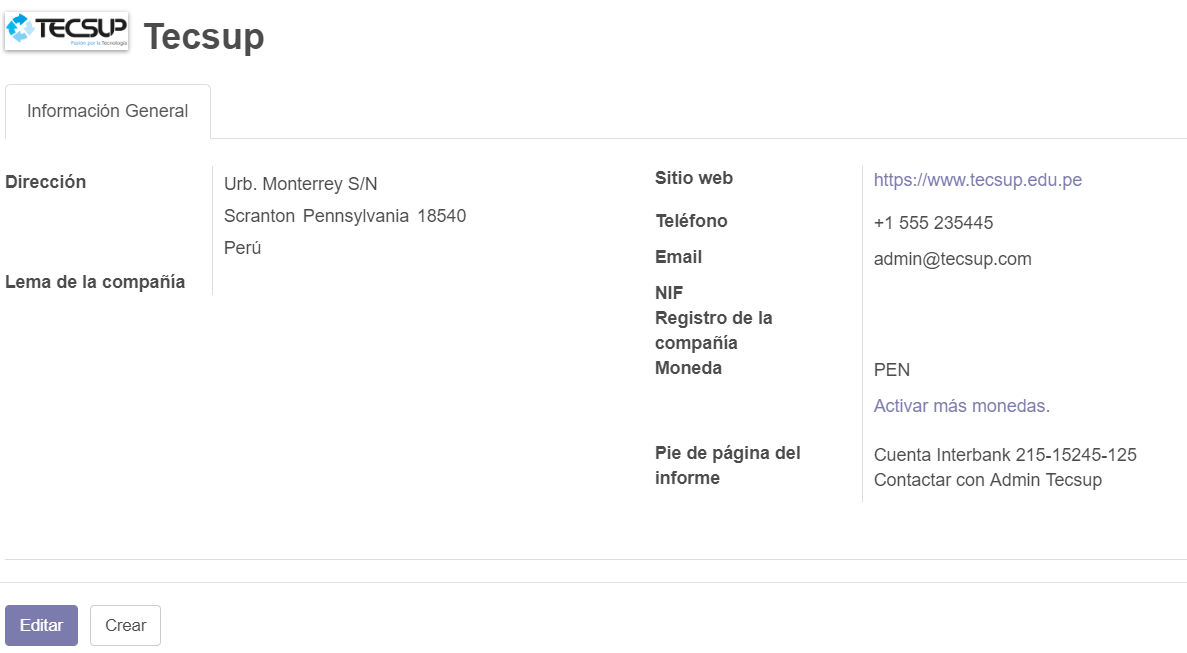 TECSUP
Pasión por la Tecnología
Tecsup
Información General
Dirección
Urb. Monterrey S/N
Scranton Pennsylvania 18540
Perú
Lema de la compañía
Sitio web
https://www.tecsup.edu.pe
Teléfono
+1 555 235445
Email
admin@tecsup.com
NIF
Registro de la
compañía
Moneda
PEN
Activar más monedas.
Pie de página del
informe
Cuenta Interbank 215-15245-125
Contactar con Admin Tecsup
Editar
Crear